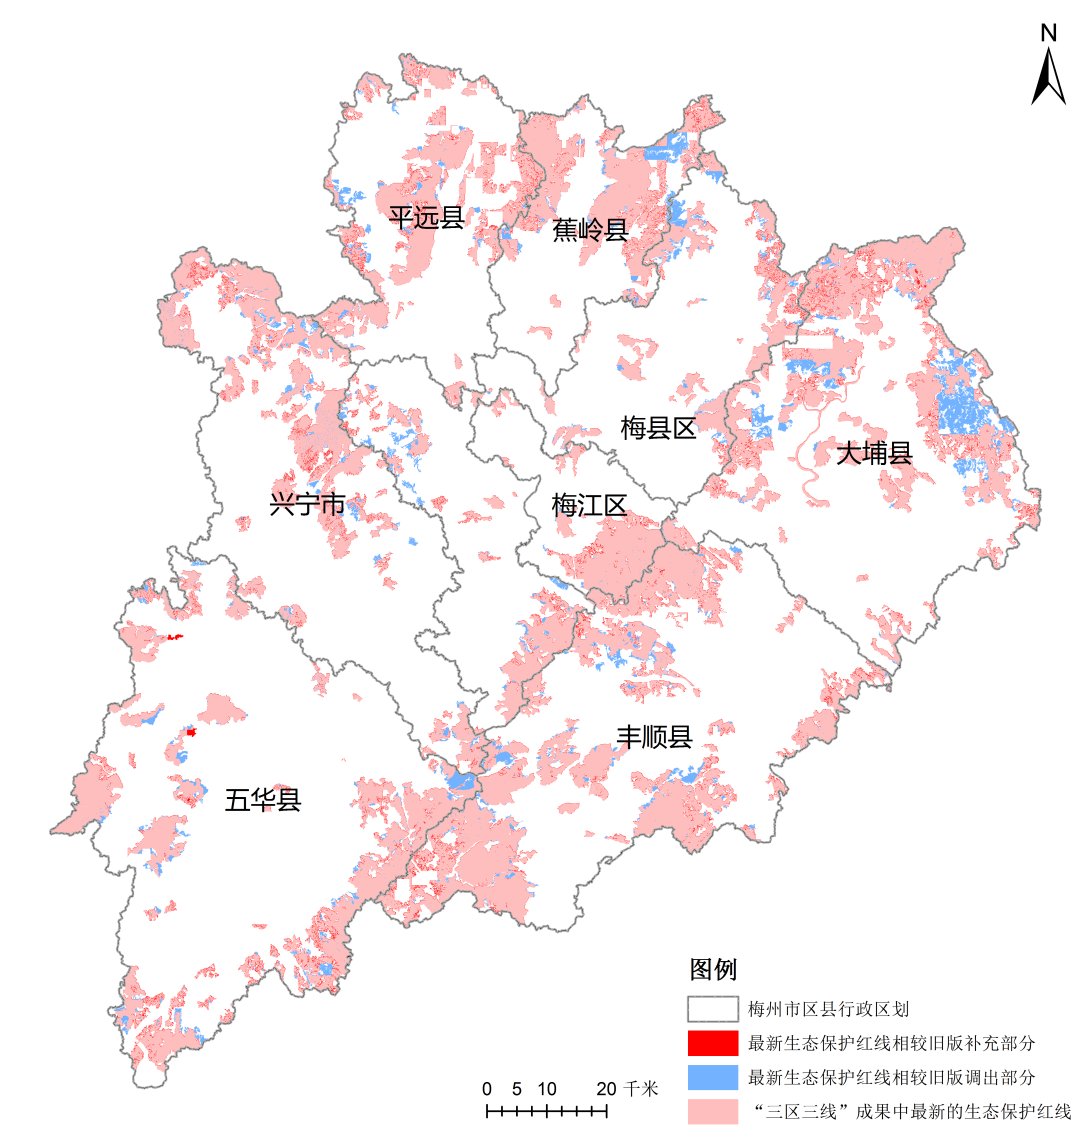 N
平远县
蕉岭县
梅县区
大埔县
兴宁市
梅江区
丰顺县
五华县
图例
梅州市区县行政区划
最新生态保护红线相较旧版补充部分
最新生态保护红线相较旧版调出部分
“三区三线”成果中最新的生态保护红线
0 5 10 20 千米